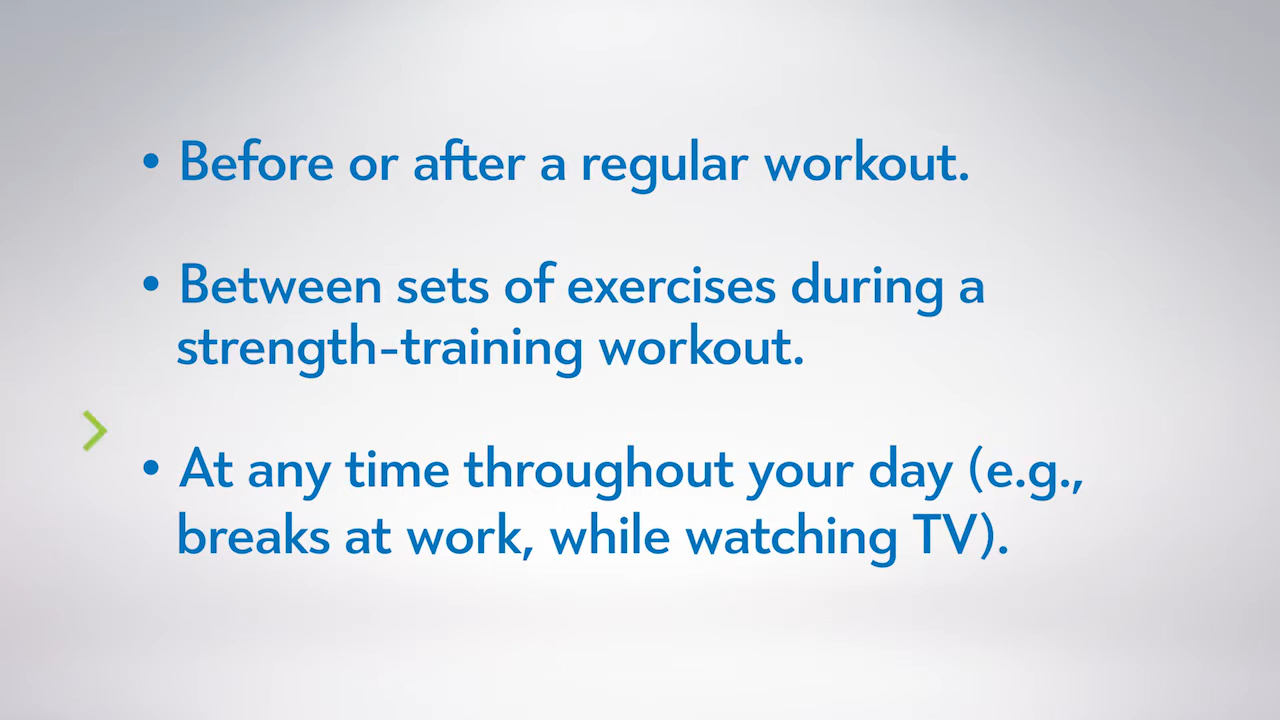 • Before or after a regular workout.
• Between sets of exercises during a
strength-training workout.
• At any time throughout your day (e.g.,
breaks at work, while watching TV).